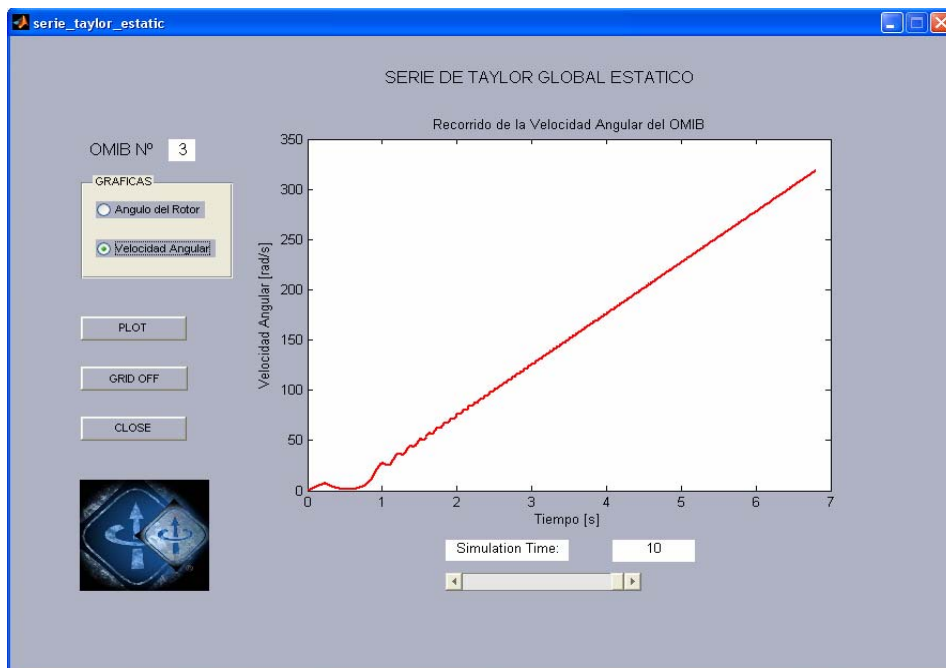 serie_taylor_estatic
SERIE DE TAYLOR GLOBAL ESTATICO
OMIB Nº 3
GRAFICAS
Angulo del Rotor
Velocidad Angular
PLOT
GRID OFF
CLOSE
Recorrido de la Velocidad Angular del OMIB
Velocidad Angular [rad/s]
350
300
250
200
150
100
50
0
0 1 2 3 4 5 6 7
Tiempo [s]
Simulation Time: 10